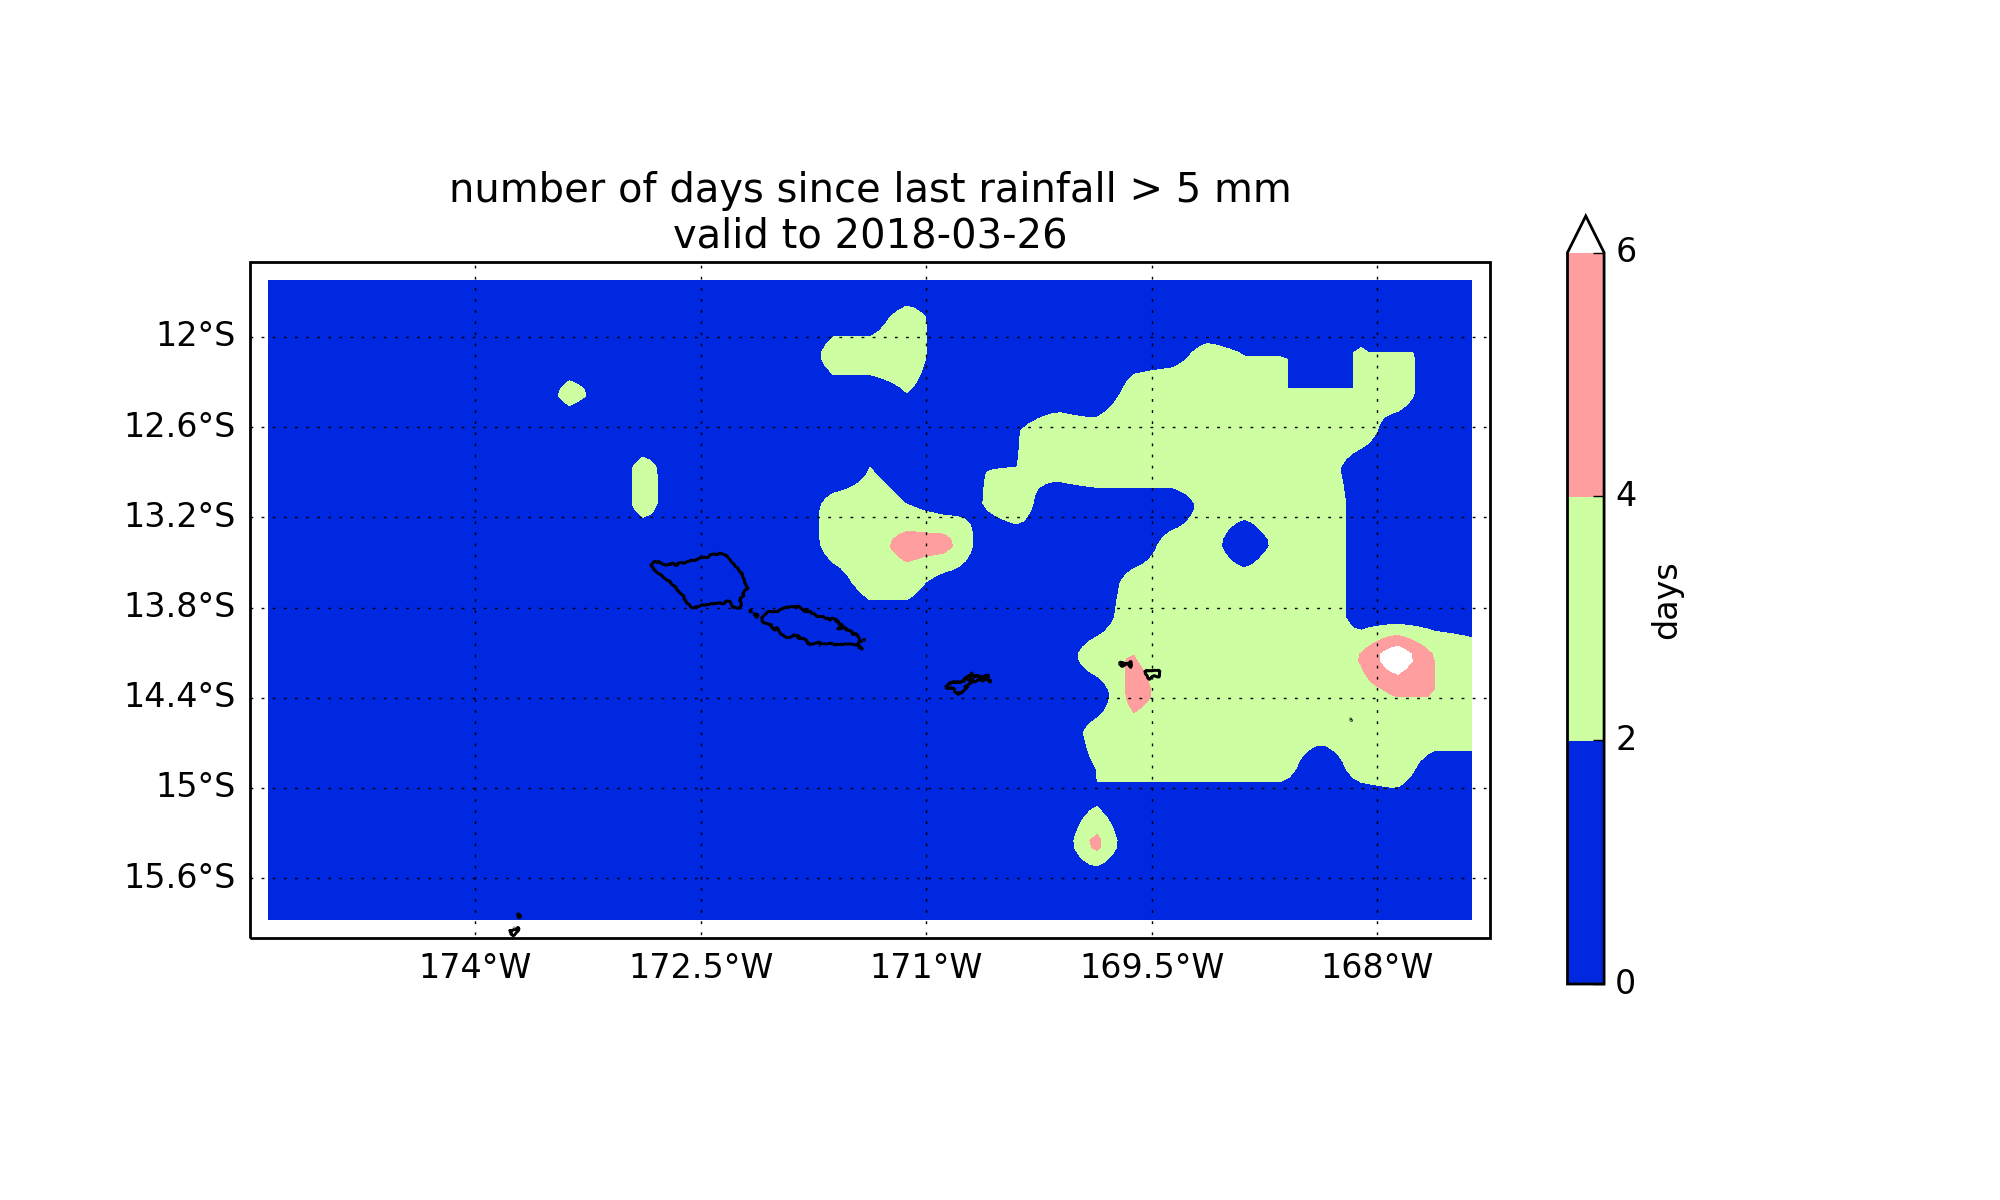 number of days since last rainfall > 5 mm
valid to 2018-03-26
12°S
12.6°S
13.2°S
13.8°S
14.4°S
15°S
15.6°S
174°W 172.5°W 171°W 169.5°W 168°W
6
4
2
0
days